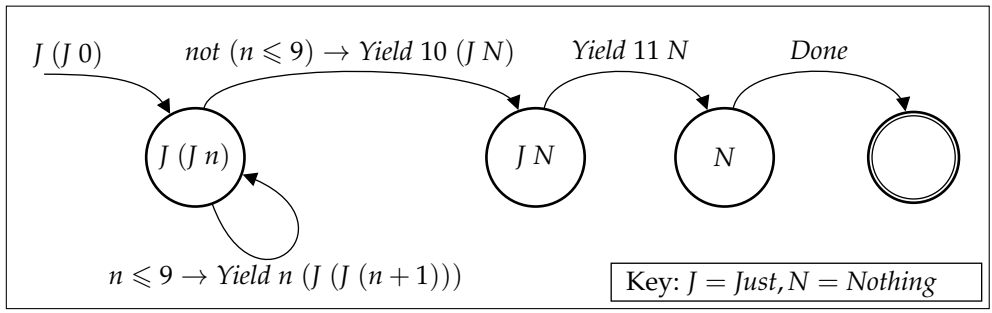 J (J 0)
not (n ⩽ 9) → Yield 10 (J N)
Yield 11 N
Done
J (J n)
J N
N
n ⩽ 9 → Yield n (J (J (n + 1)))
Key: J = Just, N = Nothing